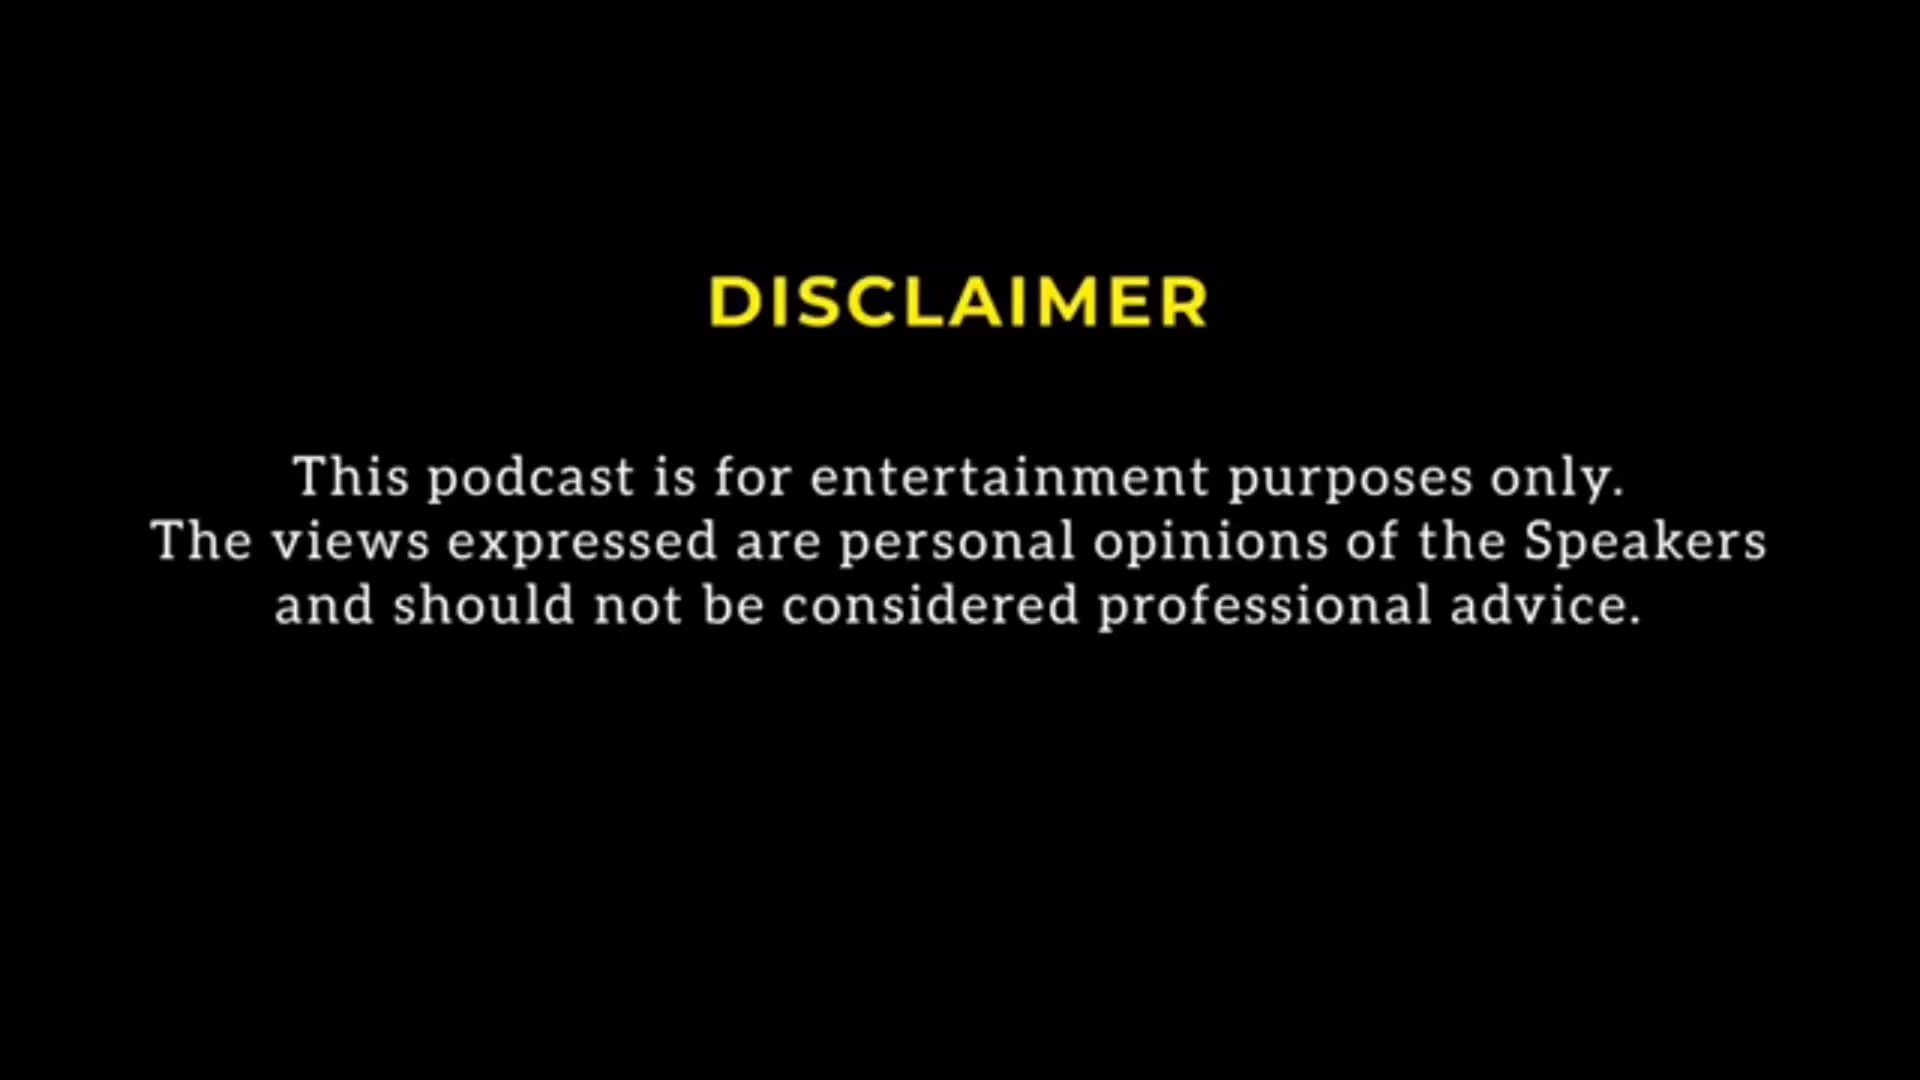 DISCLAIMER
This podcast is for entertainment purposes only.
The views expressed are personal opinions of the Speakers
and should not be considered professional advice.